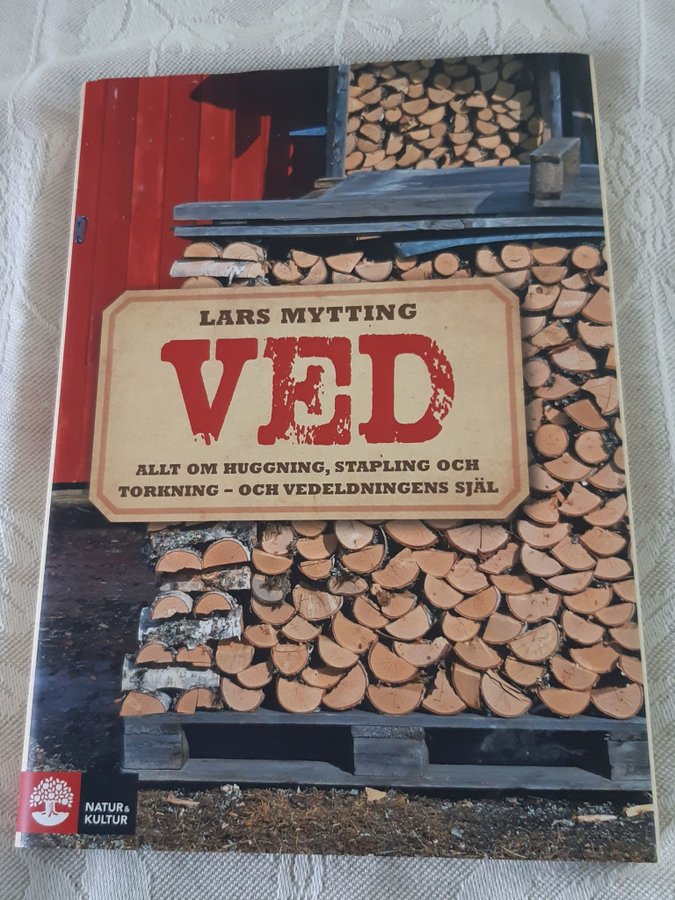 LARS MYTTING
VED
ALLT OM HUGGNING, STAPLING OCH
TORKNING – OCH VEDELDNINGENS SJÄL
NATUR &
KULTUR